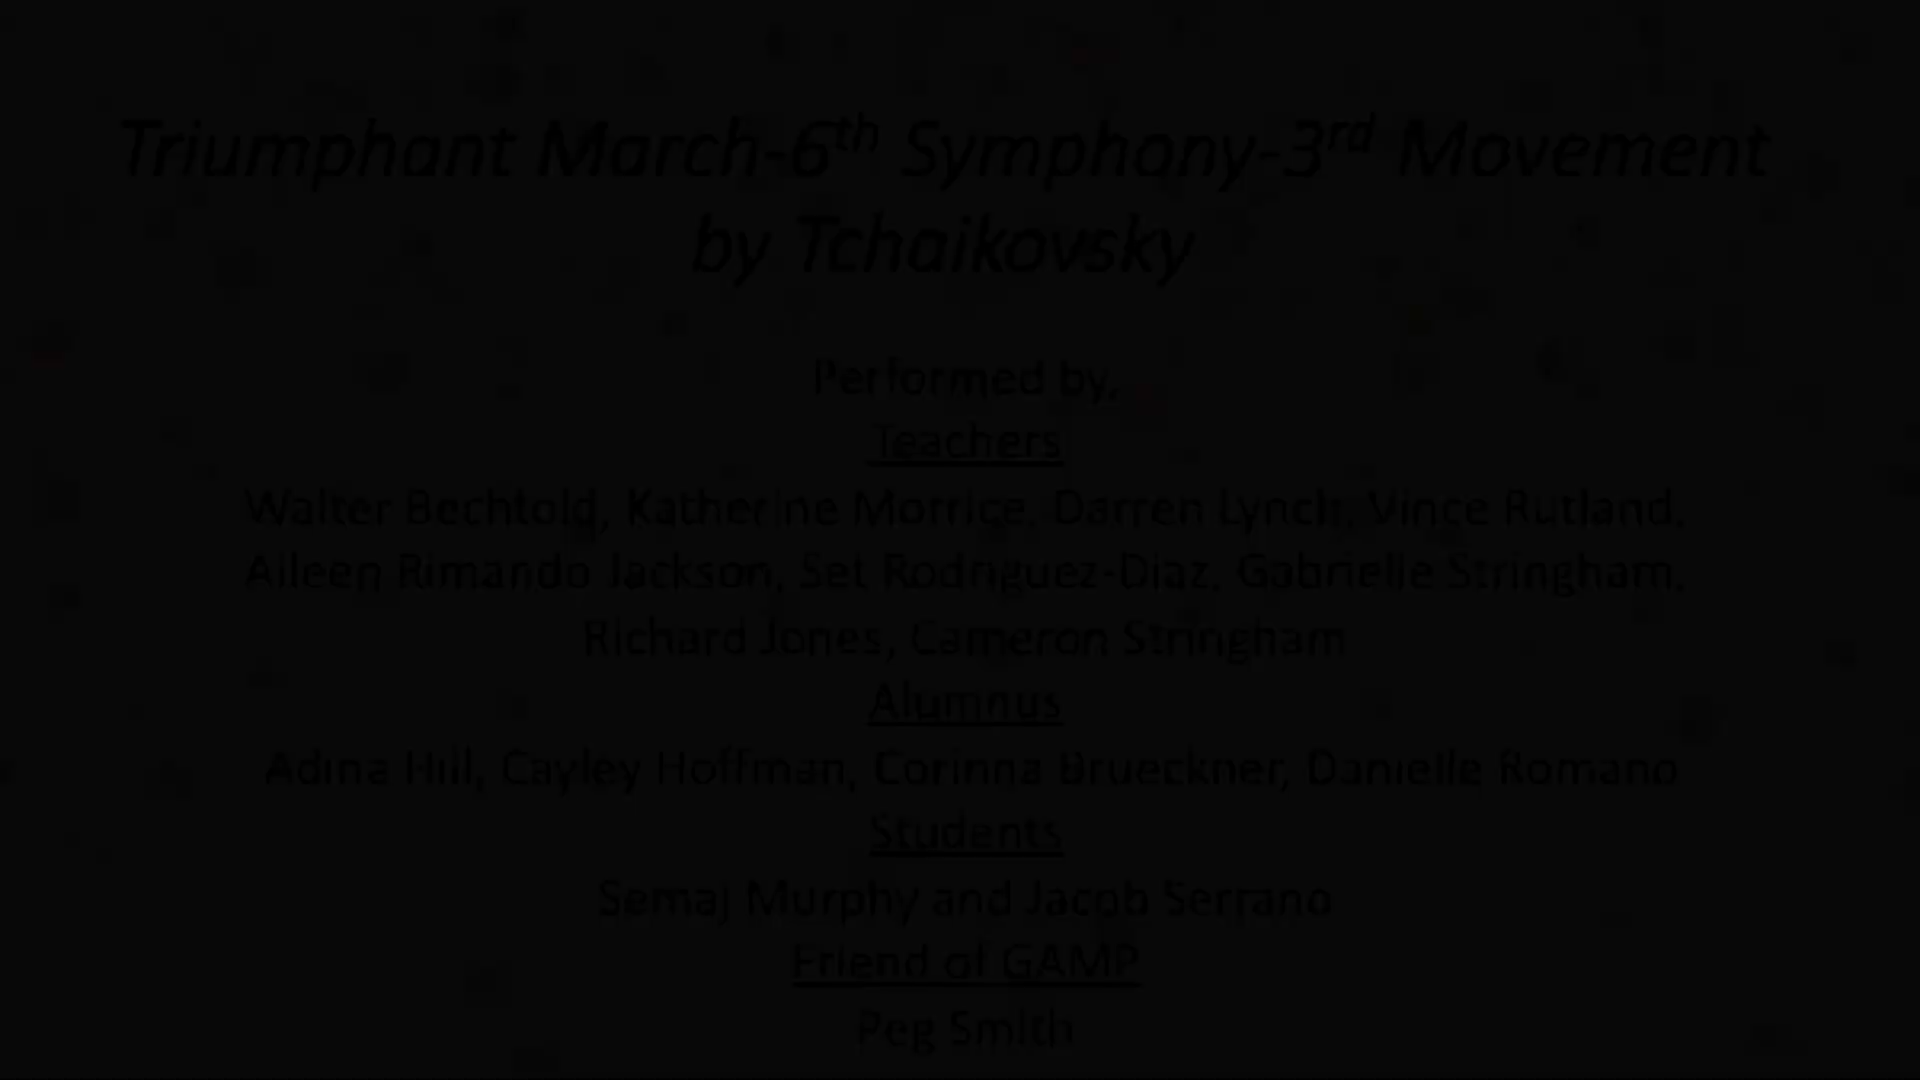 Triumphant March-6th Symphony-3rd Movement
by Tchaikovsky
Performed by,
Teachers
Walter Bechtold, Katherine Morrice, Darren Lynch, Vince Rutland,
Aileen Rimando Jackson, Set Rodriguez-Diaz, Gabrielle Stringham,
Richard Jones, Cameron Stringham
Alumnus
Adina Hill, Cayley Hoffman, Corinna Brueckner, Danielle Romano
Students
Semaj Murphy and Jacob Serrano
Friend of GAMP
Peg Smith